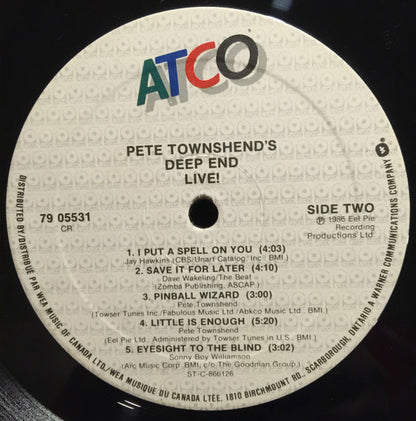 ATCO
PETE TOWNSHEND'S
DEEP END
LIVE!
79 05531
CR
SIDE TWO
℗ 1986 Eel Pie
Recording
Productions Ltd.
1. I PUT A SPELL ON YOU (4:03)
Jay Hawkins (CBS/Unart Catalog, Inc. BMI)
2. SAVE IT FOR LATER (4:10)
Dave Wakeling/The Beat
(Zomba Publishing, ASCAP)
3. PINBALL WIZARD (3:00)
Pete Townshend
(Towser Tunes Inc./Fabulous Music Ltd/Abkco Music Ltd. BMI)
4. LITTLE IS ENOUGH (5:20)
Pete Townshend
(Eel Pie Ltd. Administered by Towser Tunes in U.S. BMI)
5. EYESIGHT TO THE BLIND (3:02)
Sonny Boy Williamson
(Arc Music Corp. BMI, c/o The Goodman Group)
ST-C-866126
DISTRIBUTED BY/DISTRIBUÉ PAR WEA MUSIC OF CANADA LTD./WEA MUSIQUE DU CANADA LTÉE. 1810 BIRCHMOUNT RD., SCARBOROUGH, ONTARIO A WARNER COMMUNICATIONS COMPANY